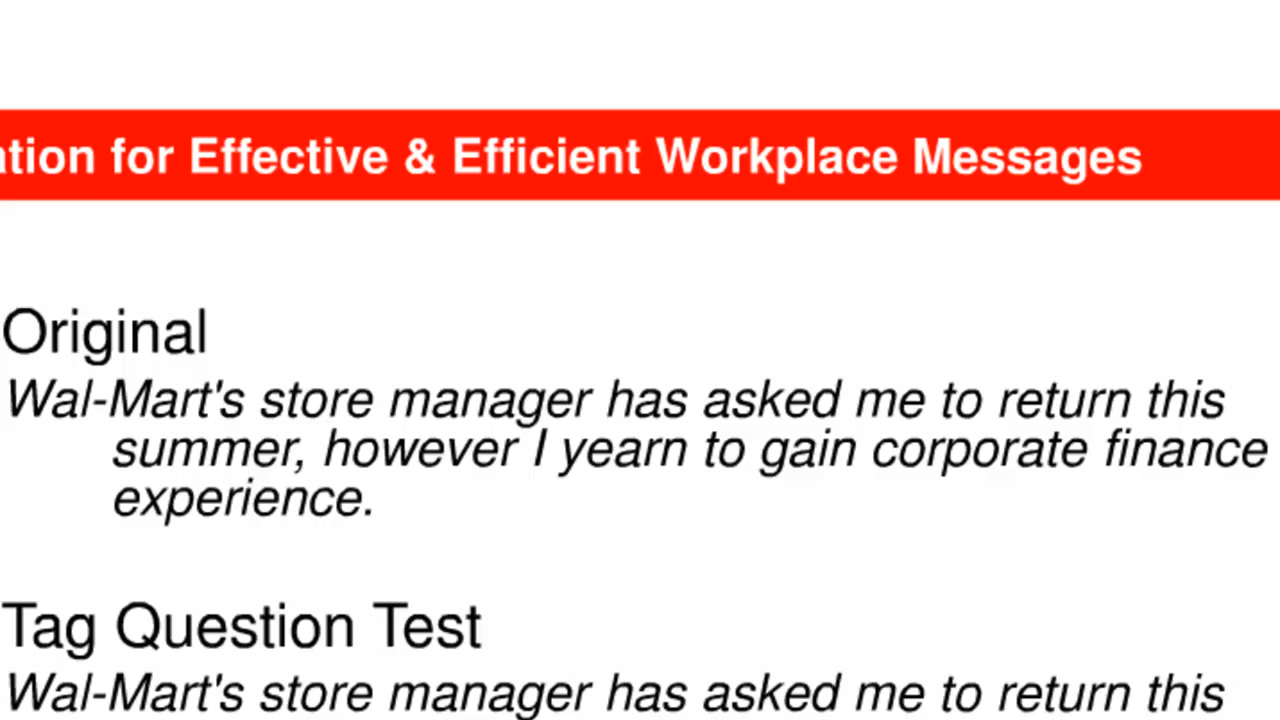 for Effective & Efficient Workplace Messages
Original
Wal-Mart's store manager has asked me to return this
summer, however I yearn to gain corporate finance
experience.
Tag Question Test
Wal-Mart's store manager has asked me to return this